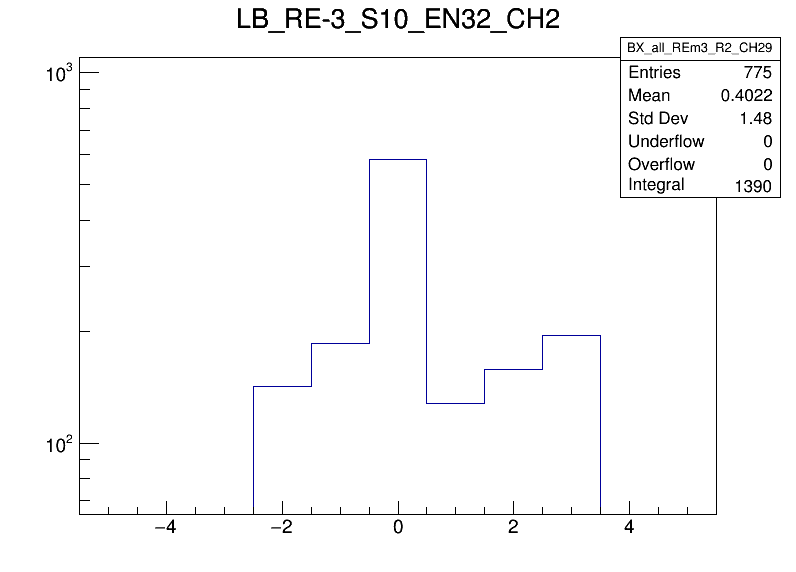 LB_RE-3_S10_EN32_CH2
BX_all_REm3_R2_CH29
Entries 775
Mean 0.4022
Std Dev 1.48
Underflow 0
Overflow 0
Integral 1390
10³
10²
−4 −2 0 2 4